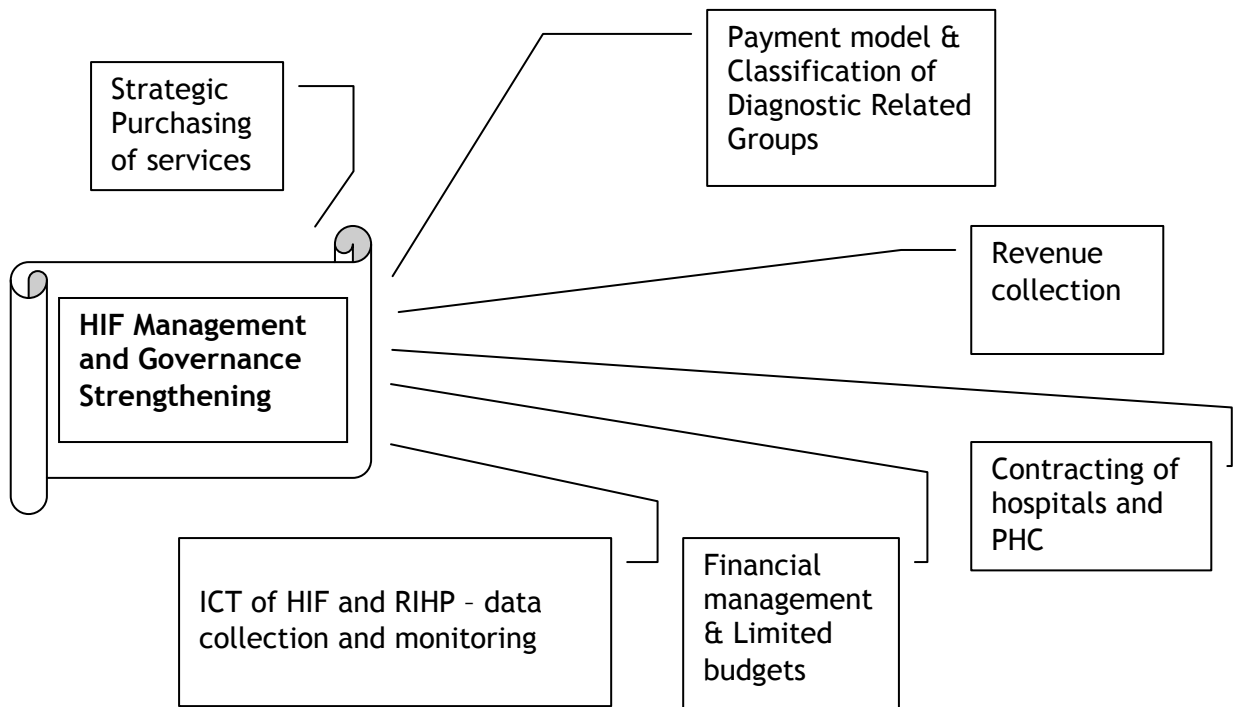 Strategic
Purchasing
of services
Payment model &
Classification of
Diagnostic Related
Groups
Revenue
collection
HIF Management
and Governance
Strengthening
Contracting of
hospitals and
PHC
ICT of HIF and RIHP – data
collection and monitoring
Financial
management
& Limited
budgets